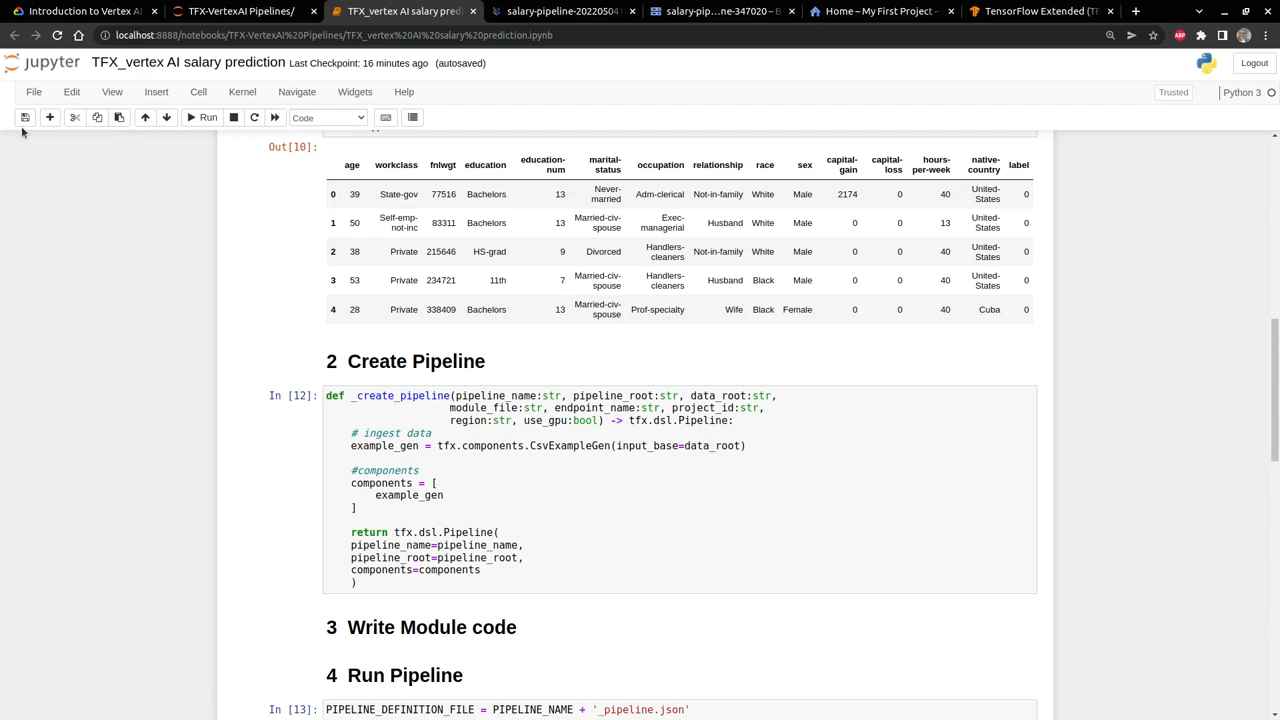 Introduction to Vertex AI
TFX-VertexAI Pipelines/
TFX_vertex AI salary pred
salary-pipeline-20220504
salary-pip…ne-347020 – B
Home – My First Project –
TensorFlow Extended (TF
localhost:8888/notebooks/TFX-VertexAI%20Pipelines/TFX_vertex%20AI%20salary%20prediction.ipynb
ABP
jupyter TFX_vertex AI salary prediction Last Checkpoint: 16 minutes ago (autosaved)
Logout
File Edit View Insert Cell Kernel Navigate Widgets Help
Trusted
Python 3
Run
Code
Out[10]:
age workclass fnlwgt education education-num marital-status occupation relationship race sex capital-gain capital-loss hours-per-week native-country label
0 39 State-gov 77516 Bachelors 13 Never-married Adm-clerical Not-in-family White Male 2174 0 40 United-States 0
1 50 Self-emp-not-inc 83311 Bachelors 13 Married-civ-spouse Exec-managerial Husband White Male 0 0 13 United-States 0
2 38 Private 215646 HS-grad 9 Divorced Handlers-cleaners Not-in-family White Male 0 0 40 United-States 0
3 53 Private 234721 11th 7 Married-civ-spouse Handlers-cleaners Husband Black Male 0 0 40 United-States 0
4 28 Private 338409 Bachelors 13 Married-civ-spouse Prof-specialty Wife Black Female 0 0 40 Cuba 0
2 Create Pipeline
In [12]:
def _create_pipeline(pipeline_name:str, pipeline_root:str, data_root:str,
module_file:str, endpoint_name:str, project_id:str,
region:str, use_gpu:bool) -> tfx.dsl.Pipeline:
# ingest data
example_gen = tfx.components.CsvExampleGen(input_base=data_root)
#components
components = [
example_gen
]
return tfx.dsl.Pipeline(
pipeline_name=pipeline_name,
pipeline_root=pipeline_root,
components=components
)
3 Write Module code
4 Run Pipeline
In [13]:
PIPELINE_DEFINITION_FILE = PIPELINE_NAME + '_pipeline.json'